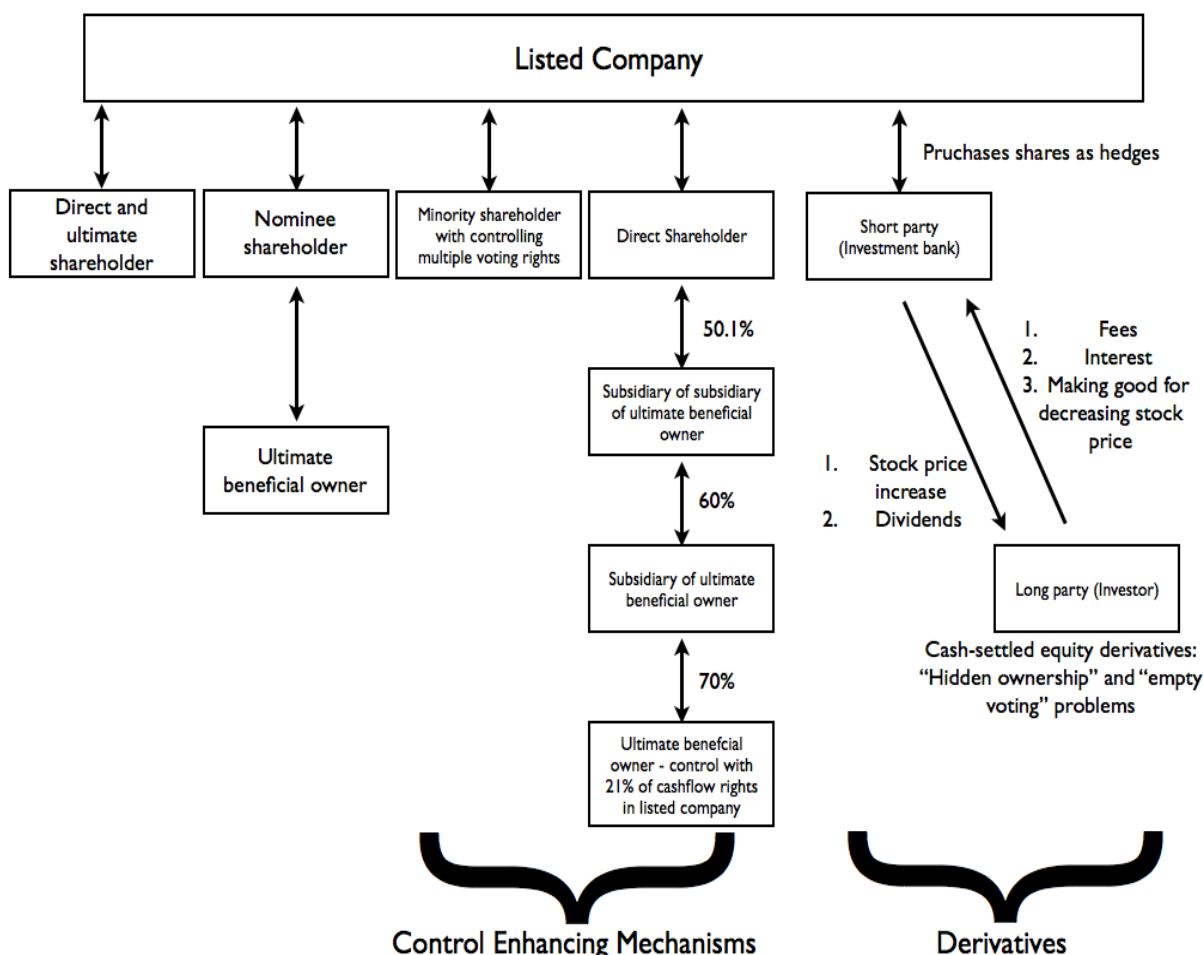 Listed Company
Pruchases shares as hedges
Direct and
ultimate
shareholder
Nominee
shareholder
Minority shareholder
with controlling
multiple voting rights
Direct Shareholder
Short party
(Investment bank)
50.1%
1. Fees
2. Interest
3. Making good for
decreasing stock
price
Subsidiary of subsidiary
of ultimate beneficial
owner
Ultimate
beneficial owner
1. Stock price
increase
2. Dividends
60%
Subsidiary of ultimate
beneficial owner
Long party (Investor)
Cash-settled equity derivatives:
“Hidden ownership” and “empty
voting” problems
70%
Ultimate benefcial
owner - control with
21% of cashflow rights
in listed company
Control Enhancing Mechanisms
Derivatives